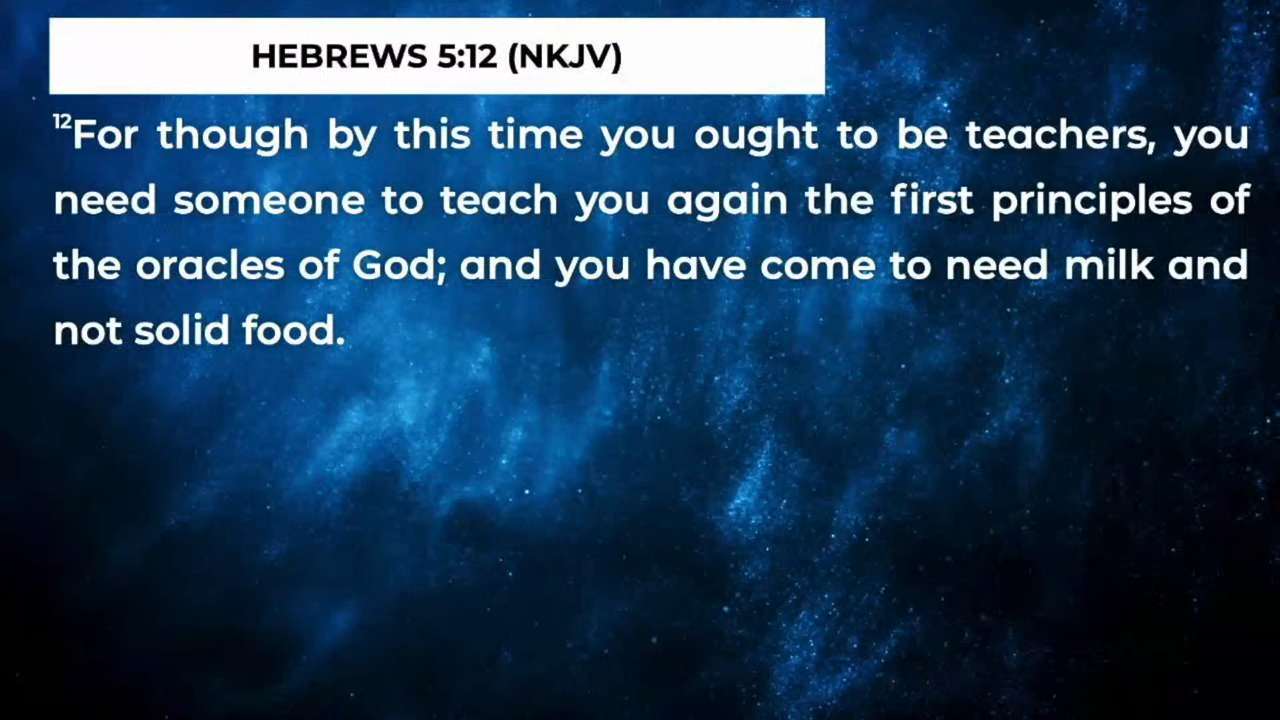 HEBREWS 5:12 (NKJV)
12For though by this time you ought to be teachers, you
need someone to teach you again the first principles of
the oracles of God; and you have come to need milk and
not solid food.